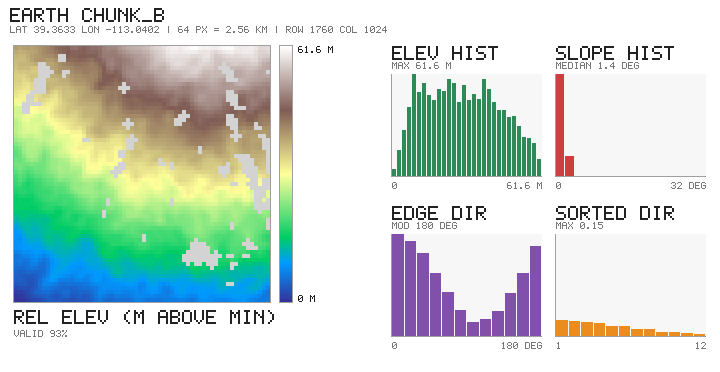 EARTH CHUNK_B
LAT 39.3633 LON -113.0402 | 64 PX = 2.56 KM | ROW 1760 COL 1024
61.6 M
0 M
REL ELEV (M ABOVE MIN)
VALID 93%
ELEV HIST
MAX 61.6 M
0 61.6 M
SLOPE HIST
MEDIAN 1.4 DEG
0 32 DEG
EDGE DIR
MOD 180 DEG
0 180 DEG
SORTED DIR
MAX 0.15
1 12